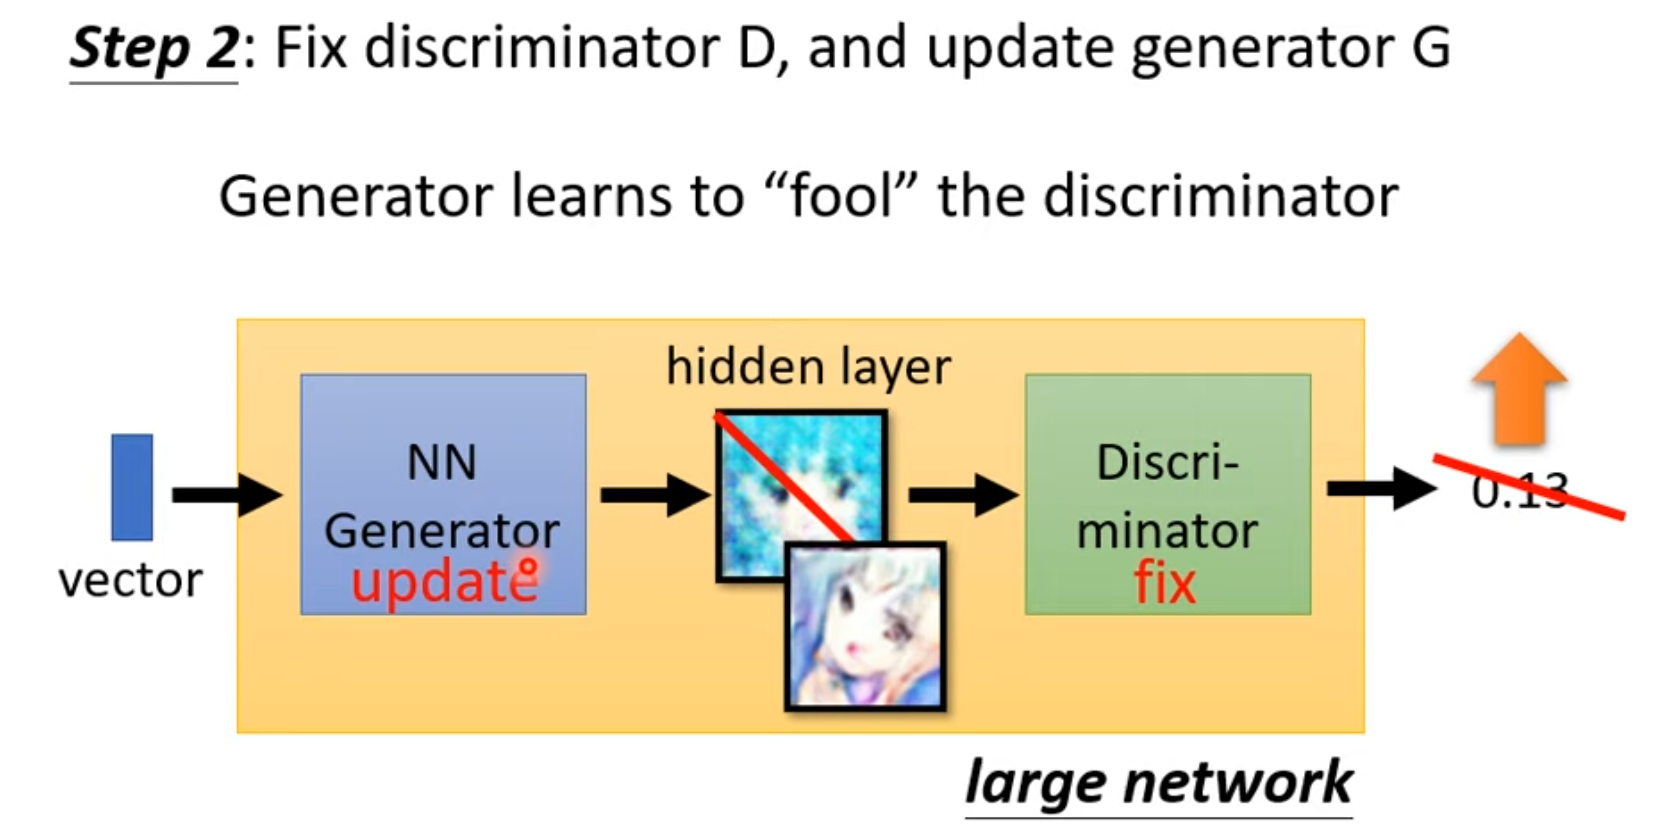 Step 2: Fix discriminator D, and update generator G
Generator learns to “fool” the discriminator
hidden layer
NN
Generator
update
Discri-
minator
fix
vector
0.13
large network